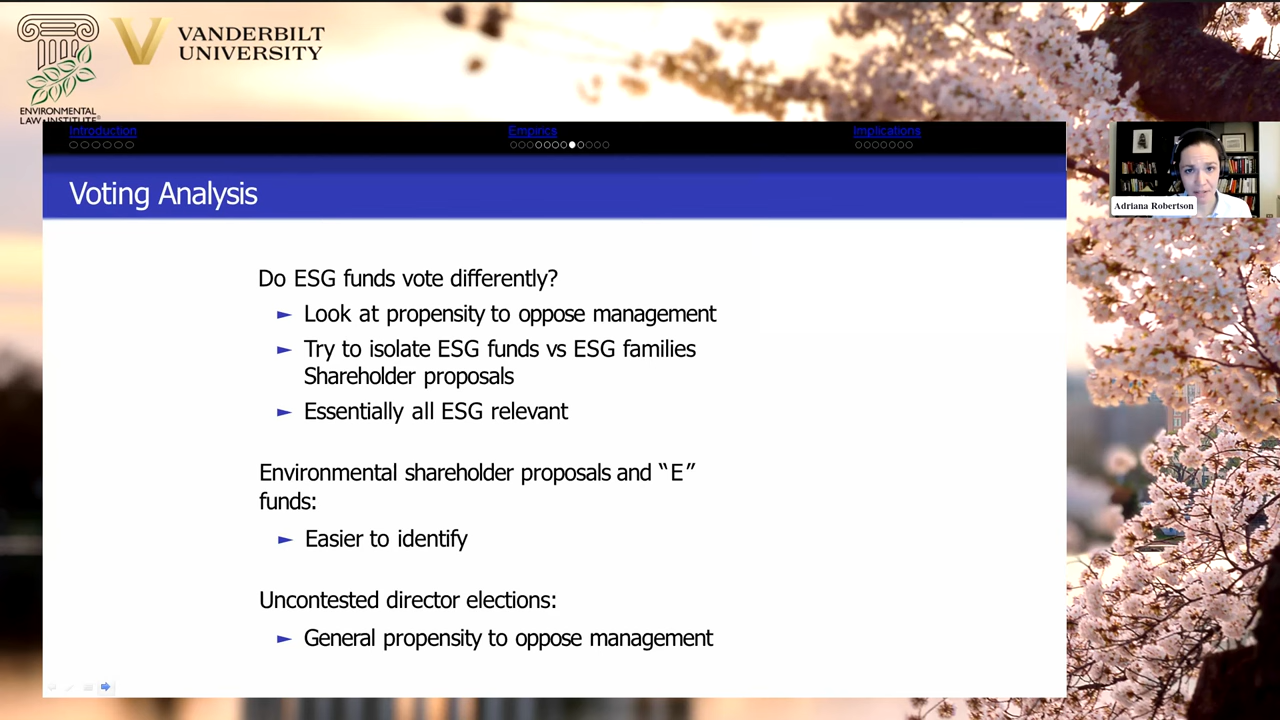 VANDERBILT
UNIVERSITY
ENVIRONMENTAL
LAW•INSTITUTE®
Introduction
Empirics
Implications
Voting Analysis
Adriana Robertson
Do ESG funds vote differently?
► Look at propensity to oppose management
► Try to isolate ESG funds vs ESG families
Shareholder proposals
► Essentially all ESG relevant
Environmental shareholder proposals and “E”
funds:
► Easier to identify
Uncontested director elections:
► General propensity to oppose management